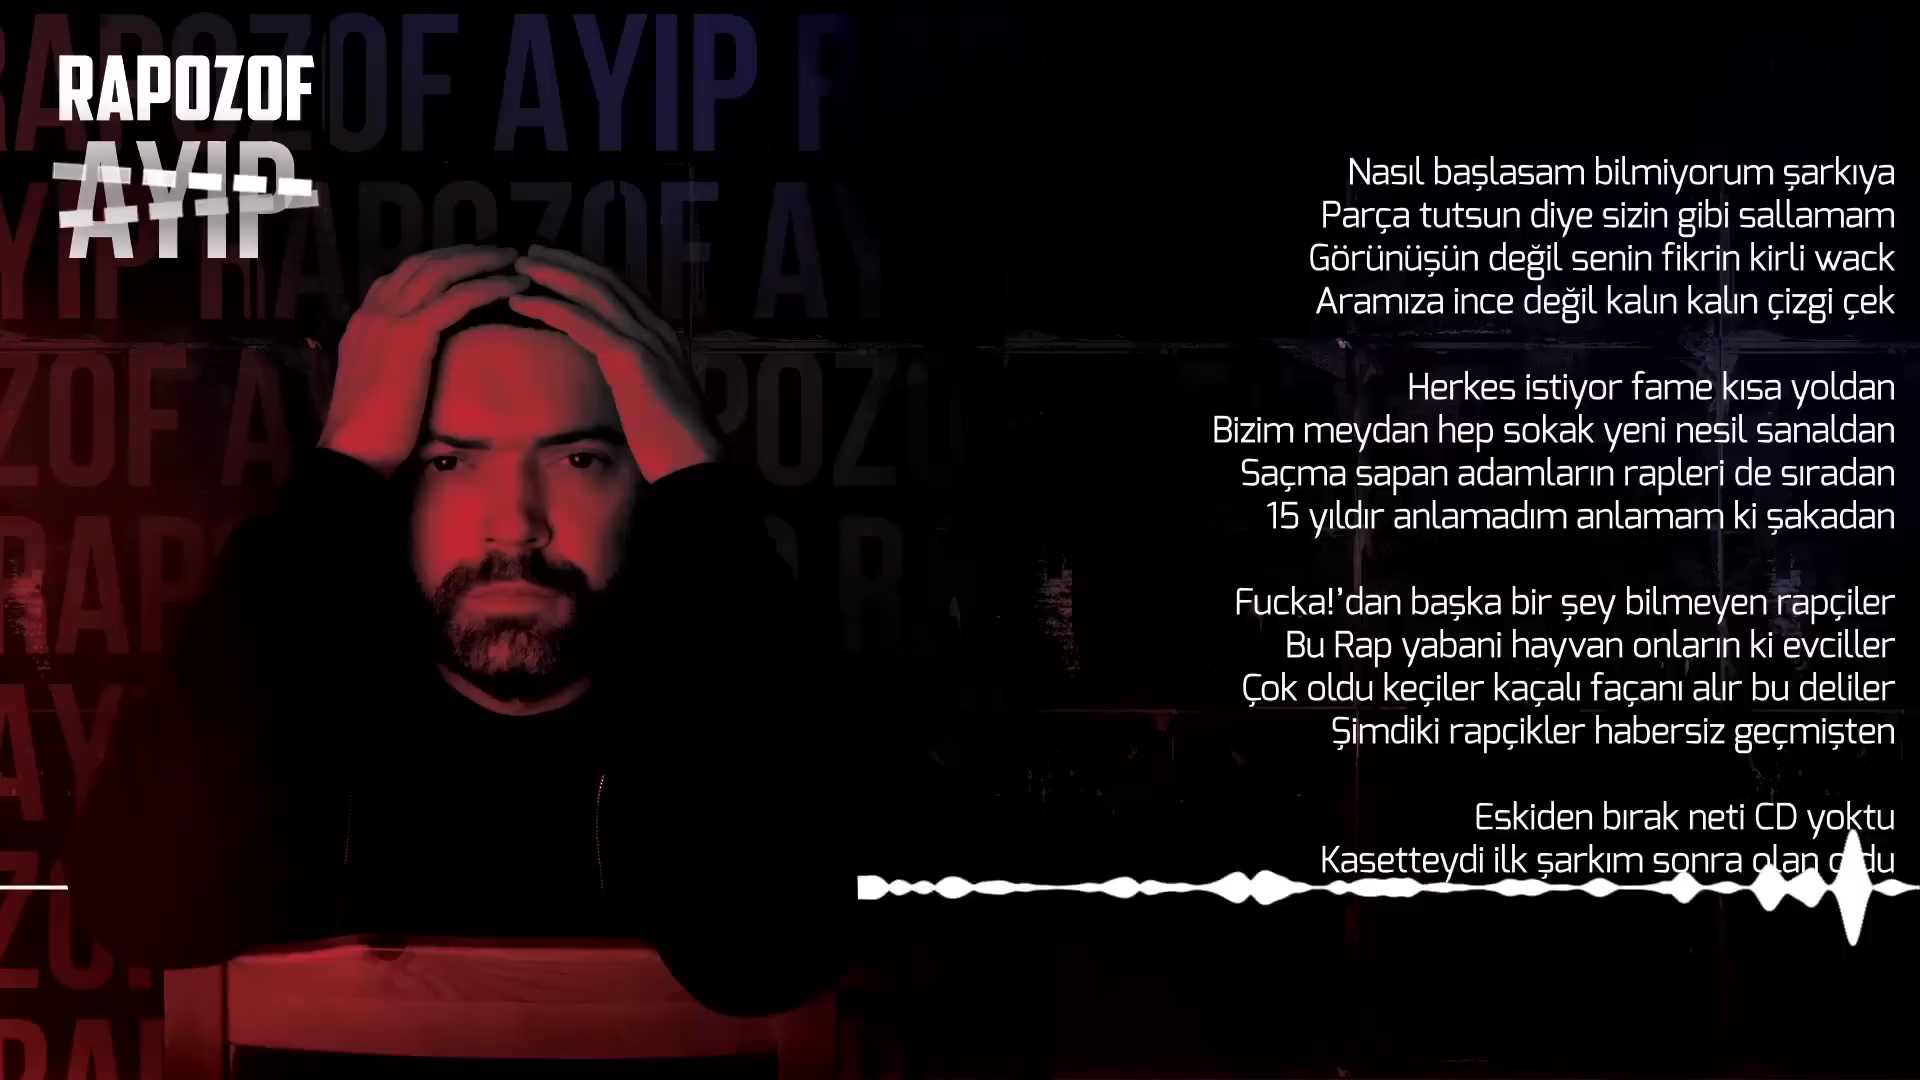 RAPOZOF
AYIP
Nasıl başlasam bilmiyorum şarkıya
Parça tutsun diye sizin gibi sallamam
Görünüşün değil senin fikrin kirli wack
Aramıza ince değil kalın kalın çizgi çek
Herkes istiyor fame kısa yoldan
Bizim meydan hep sokak yeni nesil sanaldan
Saçma sapan adamların rapleri de sıradan
15 yıldır anlamadım anlamam ki şakadan
Fucka!’dan başka bir şey bilmeyen rapçiler
Bu Rap yabani hayvan onların ki evciller
Çok oldu keçiler kaçalı façanı alır bu deliler
Şimdiki rapçikler habersiz geçmişten
Eskiden bırak neti CD yoktu
Kasetteydi ilk şarkım sonra olan oldu